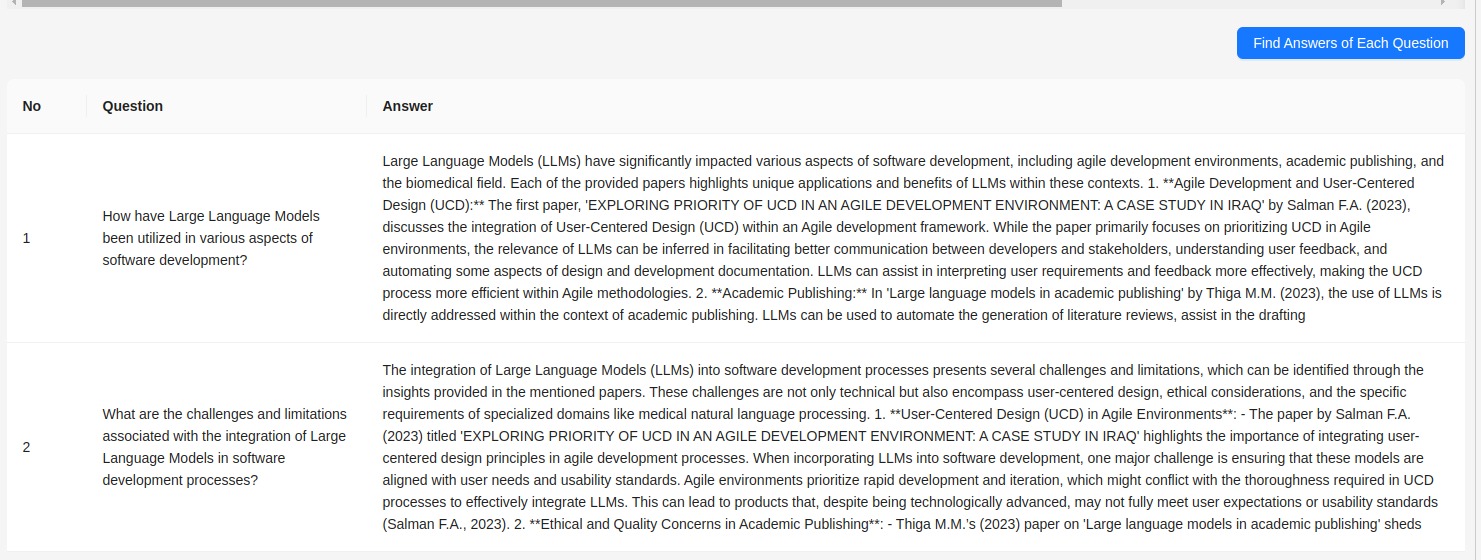 Find Answers of Each Question
No Question Answer
1
How have Large Language Models
been utilized in various aspects of
software development?
Large Language Models (LLMs) have significantly impacted various aspects of software development, including agile development environments, academic publishing, and
the biomedical field. Each of the provided papers highlights unique applications and benefits of LLMs within these contexts. 1. **Agile Development and User-Centered
Design (UCD):** The first paper, 'EXPLORING PRIORITY OF UCD IN AN AGILE DEVELOPMENT ENVIRONMENT: A CASE STUDY IN IRAQ' by Salman F.A. (2023),
discusses the integration of User-Centered Design (UCD) within an Agile development framework. While the paper primarily focuses on prioritizing UCD in Agile
environments, the relevance of LLMs can be inferred in facilitating better communication between developers and stakeholders, understanding user feedback, and
automating some aspects of design and development documentation. LLMs can assist in interpreting user requirements and feedback more effectively, making the UCD
process more efficient within Agile methodologies. 2. **Academic Publishing:** In 'Large language models in academic publishing' by Thiga M.M. (2023), the use of LLMs is
directly addressed within the context of academic publishing. LLMs can be used to automate the generation of literature reviews, assist in the drafting
2
What are the challenges and limitations
associated with the integration of Large
Language Models in software
development processes?
The integration of Large Language Models (LLMs) into software development processes presents several challenges and limitations, which can be identified through the
insights provided in the mentioned papers. These challenges are not only technical but also encompass user-centered design, ethical considerations, and the specific
requirements of specialized domains like medical natural language processing. 1. **User-Centered Design (UCD) in Agile Environments**: - The paper by Salman F.A.
(2023) titled 'EXPLORING PRIORITY OF UCD IN AN AGILE DEVELOPMENT ENVIRONMENT: A CASE STUDY IN IRAQ' highlights the importance of integrating user-
centered design principles in agile development processes. When incorporating LLMs into software development, one major challenge is ensuring that these models are
aligned with user needs and usability standards. Agile environments prioritize rapid development and iteration, which might conflict with the thoroughness required in UCD
processes to effectively integrate LLMs. This can lead to products that, despite being technologically advanced, may not fully meet user expectations or usability standards
(Salman F.A., 2023). 2. **Ethical and Quality Concerns in Academic Publishing**: - Thiga M.M.'s (2023) paper on 'Large language models in academic publishing' sheds